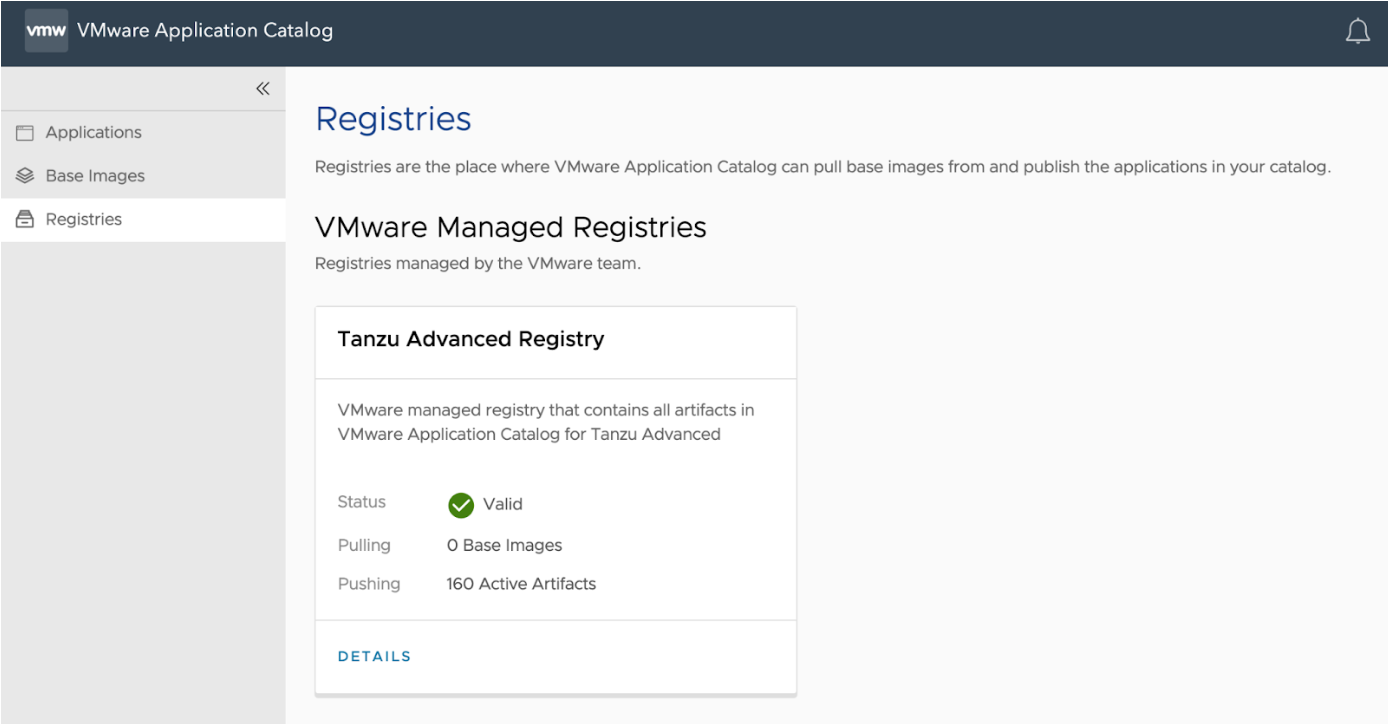 vmw VMware Application Catalog
Applications
Base Images
Registries
Registries
Registries are the place where VMware Application Catalog can pull base images from and publish the applications in your catalog.
VMware Managed Registries
Registries managed by the VMware team.
Tanzu Advanced Registry
VMware managed registry that contains all artifacts in
VMware Application Catalog for Tanzu Advanced
Status Valid
Pulling 0 Base Images
Pushing 160 Active Artifacts
DETAILS